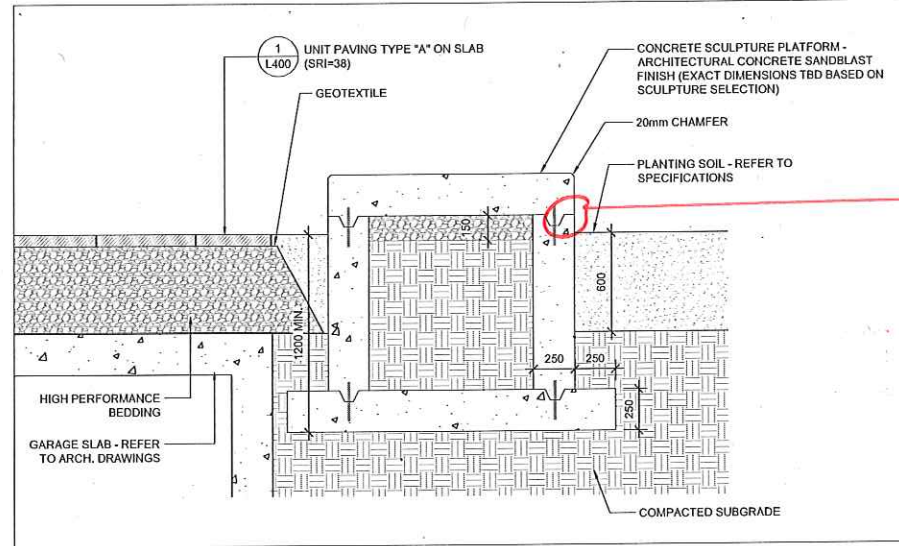 1
L400
UNIT PAVING TYPE "A" ON SLAB
(SRI=38)
GEOTEXTILE
CONCRETE SCULPTURE PLATFORM -
ARCHITECTURAL CONCRETE SANDBLAST
FINISH (EXACT DIMENSIONS TBD BASED ON
SCULPTURE SELECTION)
20mm CHAMFER
PLANTING SOIL - REFER TO
SPECIFICATIONS
150
600
1200 MIN.
250
250
250
HIGH PERFORMANCE
BEDDING
GARAGE SLAB - REFER
TO ARCH. DRAWINGS
COMPACTED SUBGRADE